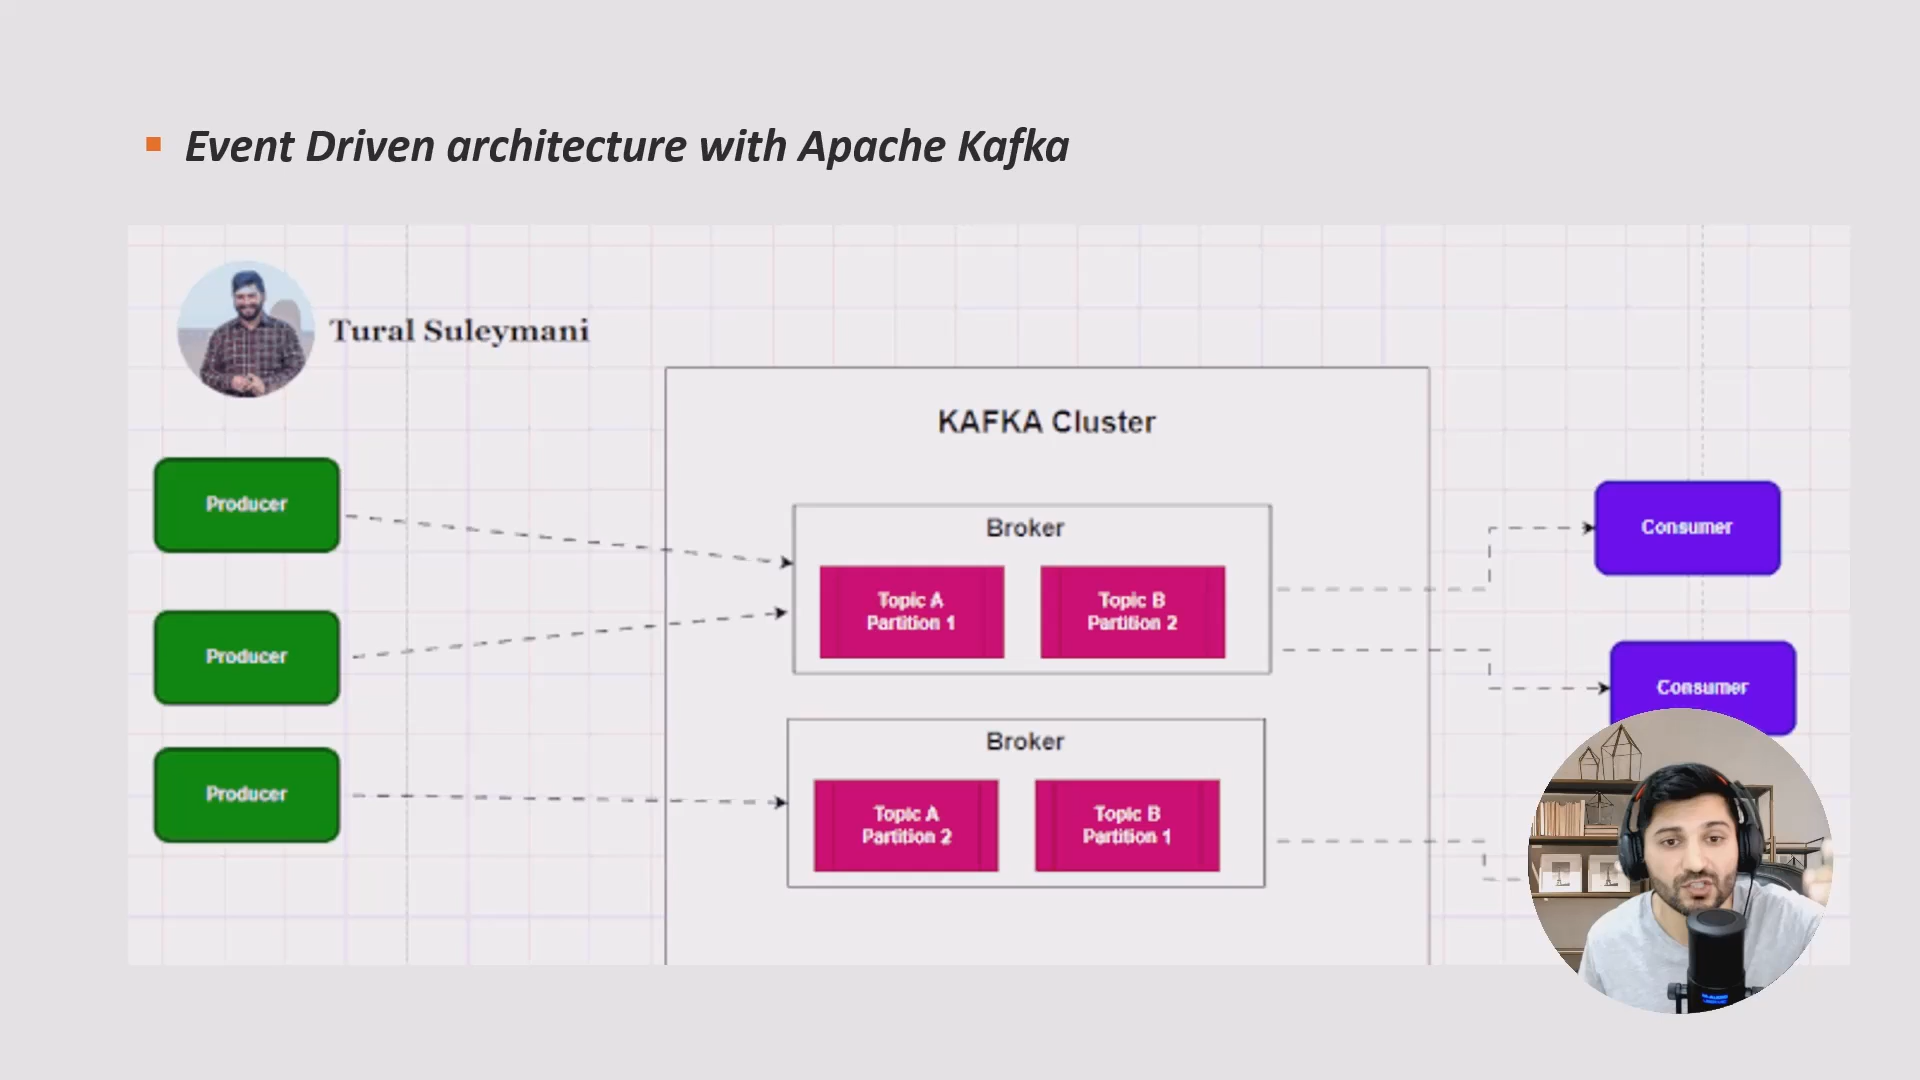 Event Driven architecture with Apache Kafka
Tural Suleymani
KAFKA Cluster
Producer
Producer
Producer
Broker
Topic A
Partition 1
Topic B
Partition 2
Broker
Topic A
Partition 2
Topic B
Partition 1
Consumer
Consumer